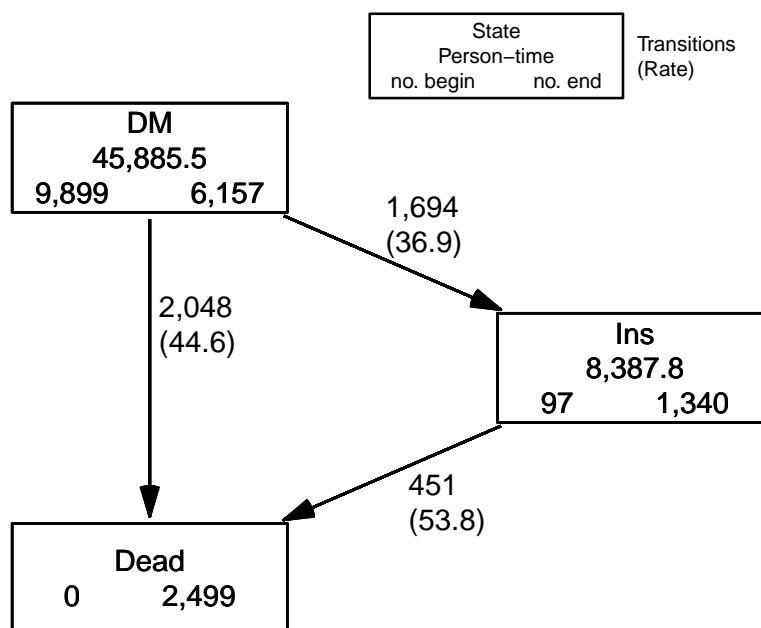 State
Person−time
no. begin no. end
Transitions
(Rate)
DM
45,885.5
9,899 6,157
1,694
(36.9)
2,048
(44.6)
Ins
8,387.8
97 1,340
451
(53.8)
Dead
0 2,499